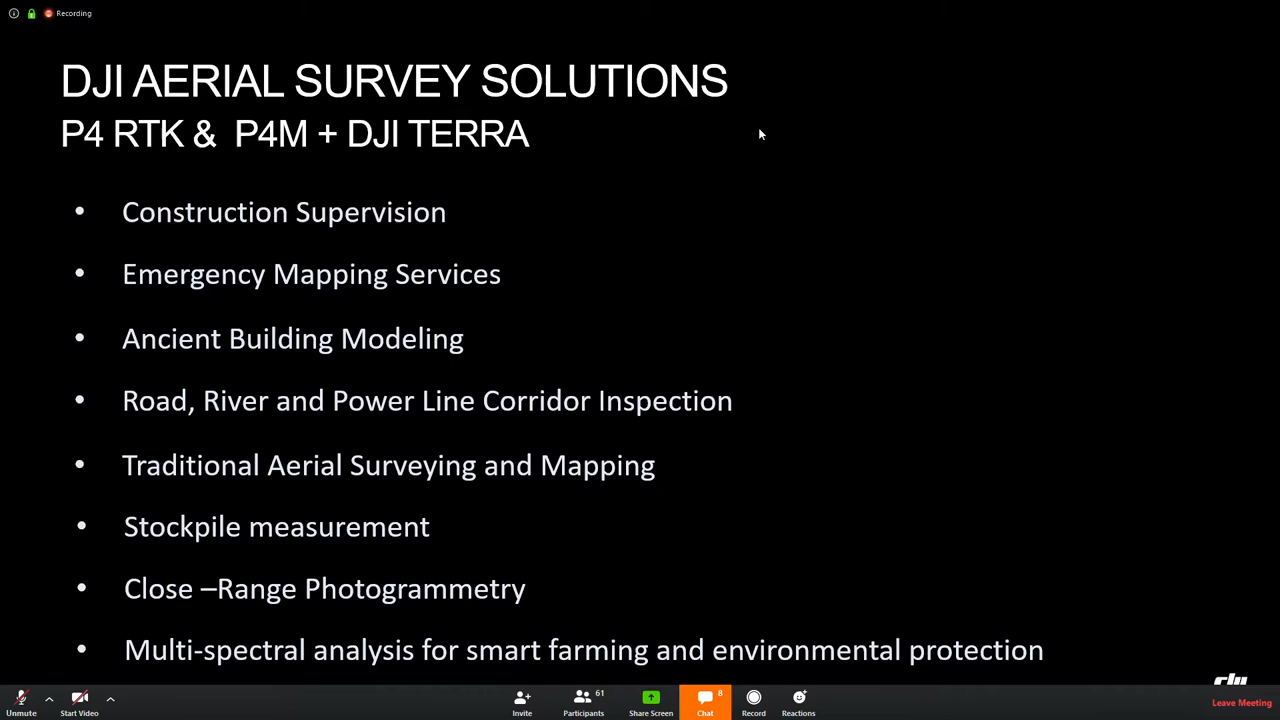 Recording
DJI AERIAL SURVEY SOLUTIONS
P4 RTK & P4M + DJI TERRA
• Construction Supervision
• Emergency Mapping Services
• Ancient Building Modeling
• Road, River and Power Line Corridor Inspection
• Traditional Aerial Surveying and Mapping
• Stockpile measurement
• Close –Range Photogrammetry
• Multi-spectral analysis for smart farming and environmental protection
Unmute
Start Video
Invite
Participants 61
Share Screen
Chat 8
Record
Reactions
Leave Meeting